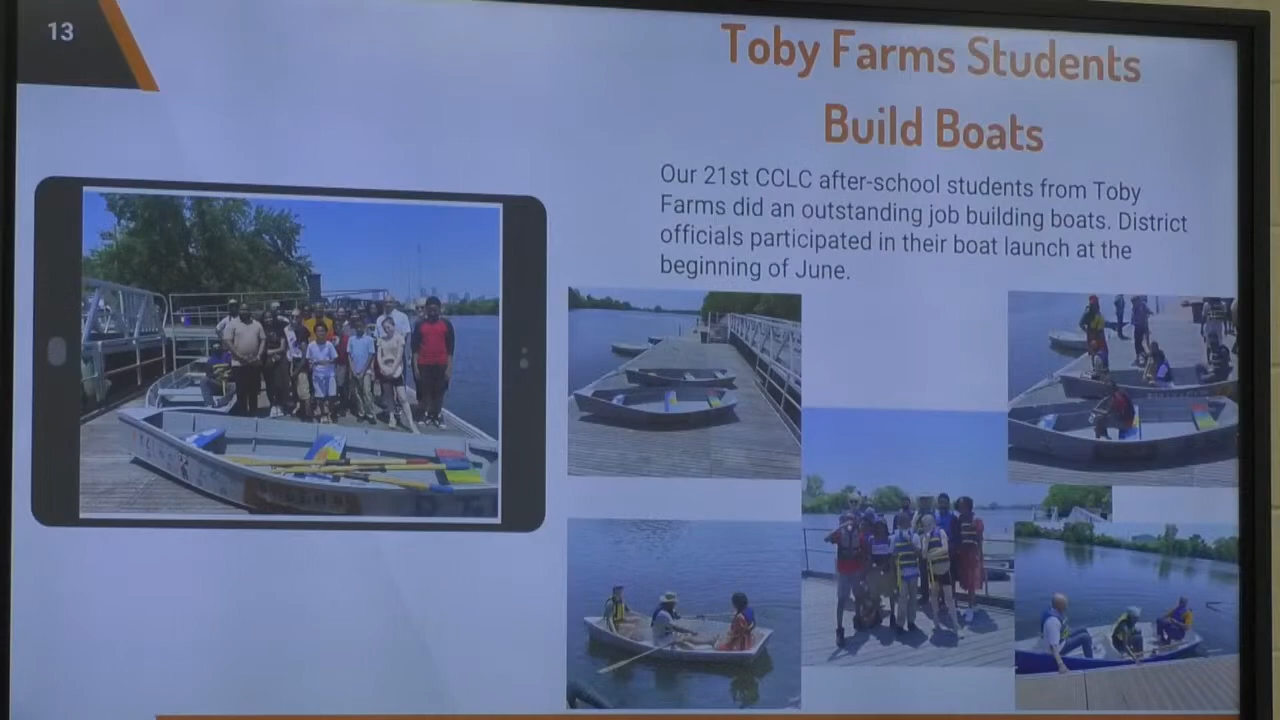 13
Toby Farms Students
Build Boats
Our 21st CCLC after-school students from Toby
Farms did an outstanding job building boats. District
officials participated in their boat launch at the
beginning of June.